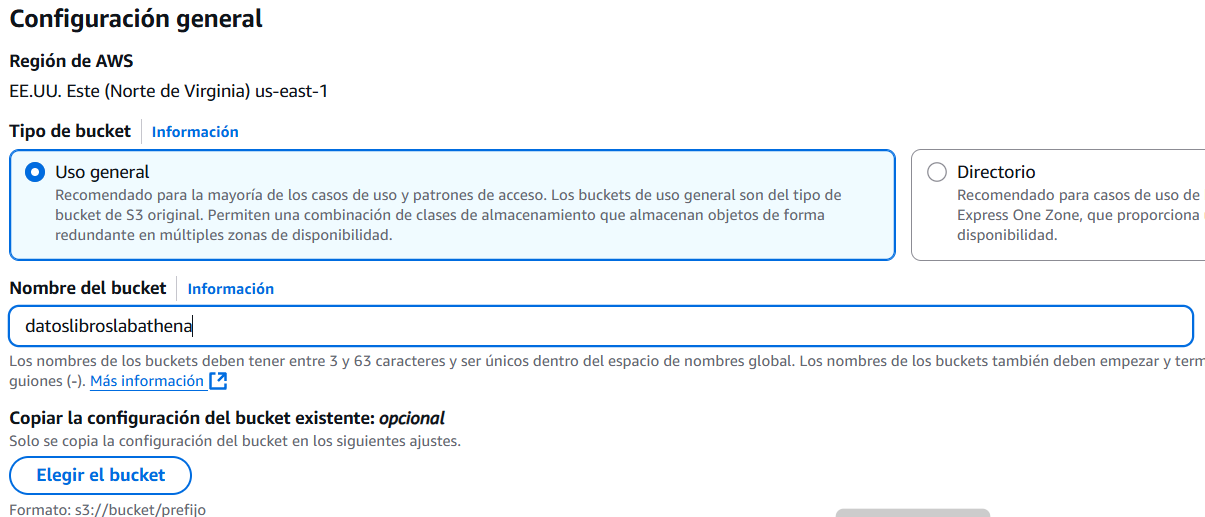 Configuración general
Región de AWS
EE.UU. Este (Norte de Virginia) us-east-1
Tipo de bucket
Información
Uso general
Recomendado para la mayoría de los casos de uso y patrones de acceso. Los buckets de uso general son del tipo de
bucket de S3 original. Permiten una combinación de clases de almacenamiento que almacenan objetos de forma
redundante en múltiples zonas de disponibilidad.
Directorio
Recomendado para casos de uso de
Express One Zone, que proporciona
disponibilidad.
Nombre del bucket
Información
datoslibroslabathena
Los nombres de los buckets deben tener entre 3 y 63 caracteres y ser únicos dentro del espacio de nombres global. Los nombres de los buckets también deben empezar y
guiones (-). Más información
Copiar la configuración del bucket existente: opcional
Solo se copia la configuración del bucket en los siguientes ajustes.
Elegir el bucket
Formato: s3://bucket/prefijo